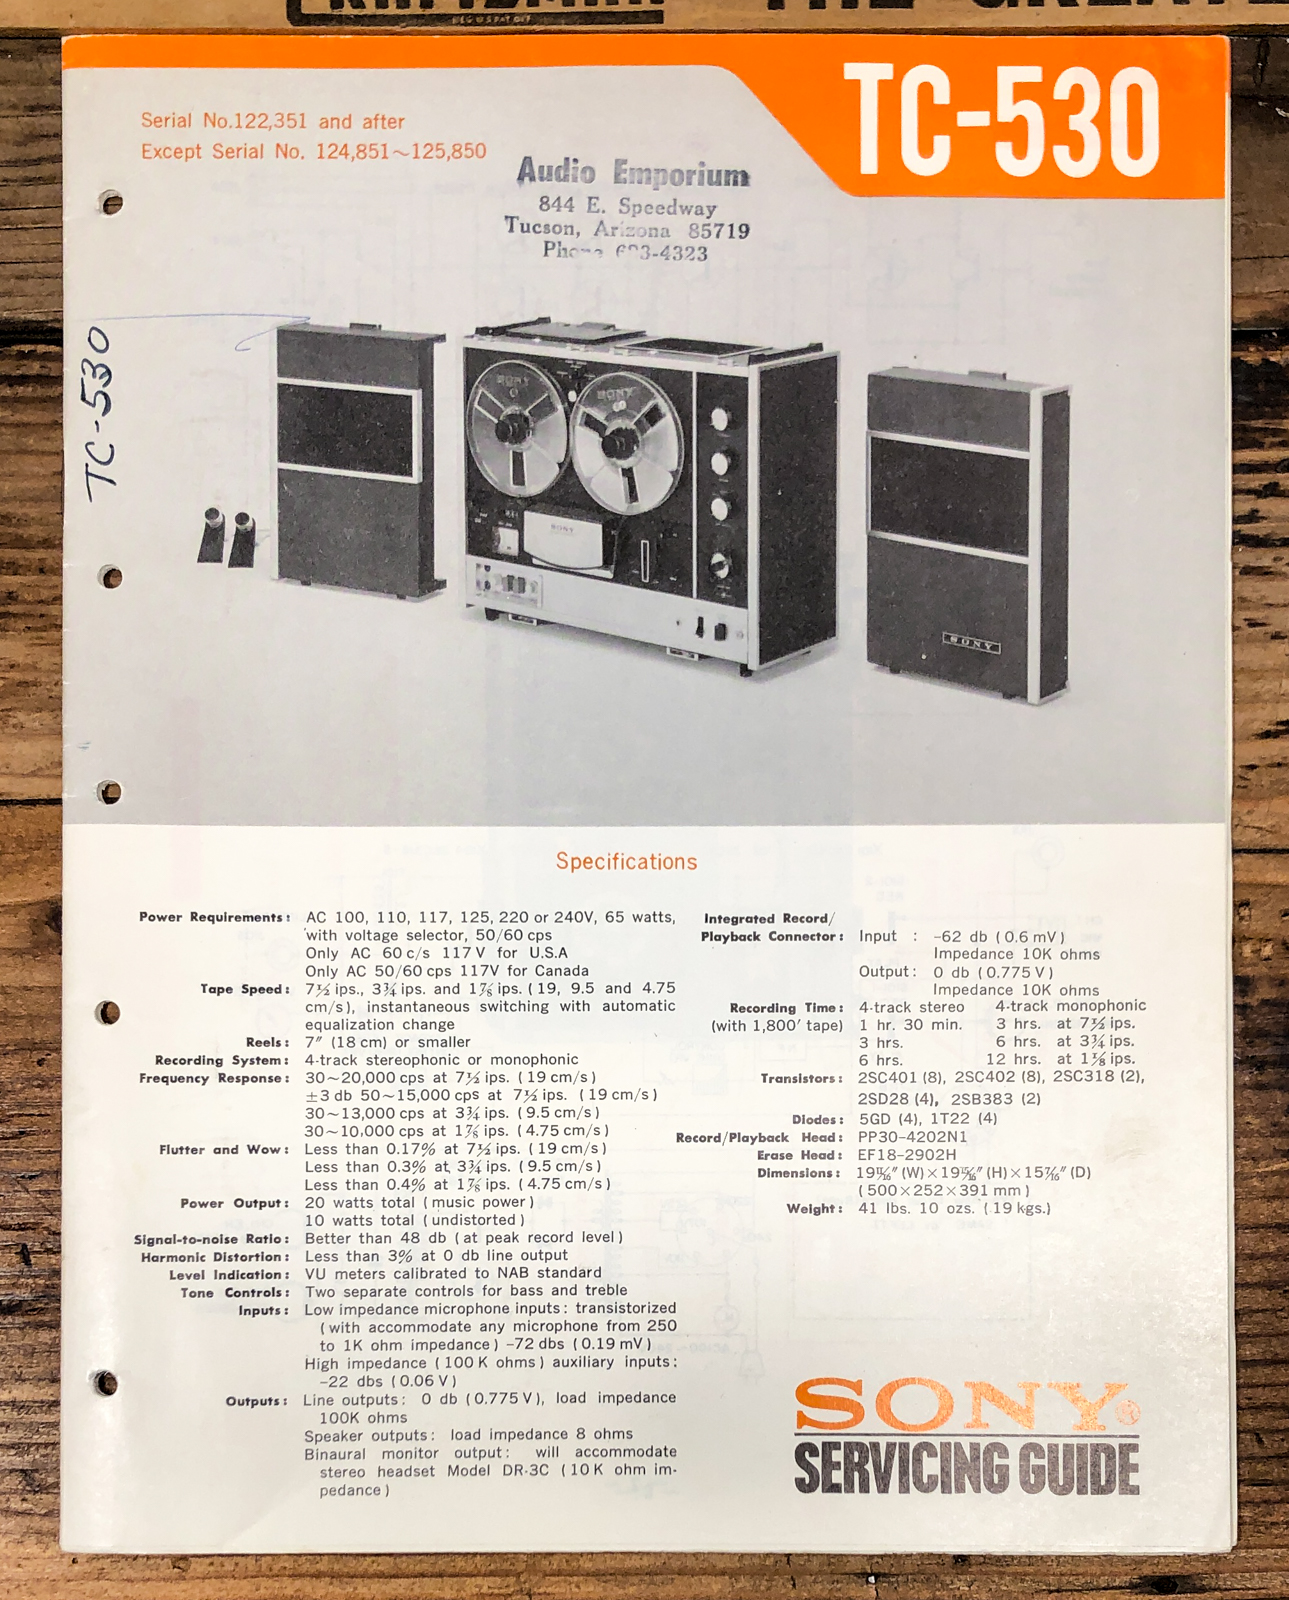 THE GREATE
REG US PAT OFF
TC-530
Serial No.122,351 and after
Except Serial No. 124,851~125,850
Audio Emporium
844 E. Speedway
Tucson, Arizona 85719
3-4323
TC-530
SONY
SONY
SONY
SONY
Specifications
Power Requirements: AC 100, 110, 117, 125, 220 or 240V, 65 watts,
with voltage selector, 50/60 cps
Only AC 60 c/s 117 V for U.S.A
Only AC 50/60 cps 117V for Canada
Tape Speed: 7½ ips., 3¾ ips. and 1⅞ ips. (19, 9.5 and 4.75
cm/s), instantaneous switching with automatic
equalization change
Reels: 7″ (18 cm) or smaller
Recording System: 4-track stereophonic or monophonic
Frequency Response: 30~20,000 cps at 7½ ips. (19 cm/s)
±3 db 50~15,000 cps at 7½ ips. (19 cm/s)
30~13,000 cps at 3¾ ips. (9.5 cm/s)
30~10,000 cps at 1⅞ ips. (4.75 cm/s)
Flutter and Wow: Less than 0.17% at 7½ ips. (19 cm/s)
Less than 0.3% at 3¾ ips. (9.5 cm/s)
Less than 0.4% at 1⅞ ips. (4.75 cm/s)
Power Output: 20 watts total (music power)
10 watts total (undistorted)
Signal-to-noise Ratio: Better than 48 db (at peak record level)
Harmonic Distortion: Less than 3% at 0 db line output
Level Indication: VU meters calibrated to NAB standard
Tone Controls: Two separate controls for bass and treble
Inputs: Low impedance microphone inputs: transistorized
(with accommodate any microphone from 250
to 1K ohm impedance) -72 dbs (0.19 mV)
High impedance (100 K ohms) auxiliary inputs:
-22 dbs (0.06 V)
Outputs: Line outputs: 0 db (0.775 V), load impedance
100K ohms
Speaker outputs: load impedance 8 ohms
Binaural monitor output: will accommodate
stereo headset Model DR-3C (10 K ohm im-
pedance)
Integrated Record/
Playback Connector: Input : -62 db (0.6 mV)
Impedance 10K ohms
Output: 0 db (0.775 V)
Impedance 10K ohms
Recording Time: 4-track stereo 4-track monophonic
(with 1,800′ tape) 1 hr. 30 min. 3 hrs. at 7½ ips.
3 hrs. 6 hrs. at 3¾ ips.
6 hrs. 12 hrs. at 1⅞ ips.
Transistors: 2SC401 (8), 2SC402 (8), 2SC318 (2),
2SD28 (4), 2SB383 (2)
Diodes: 5GD (4), 1T22 (4)
Record/Playback Head: PP30-4202N1
Erase Head: EF18-2902H
Dimensions: (W) × (H) × 15⁷⁄₁₆″ (D)
(500×252×391 mm)
Weight: 41 lbs. 10 ozs. (19 kgs.)
SONY®
SERVICING GUIDE